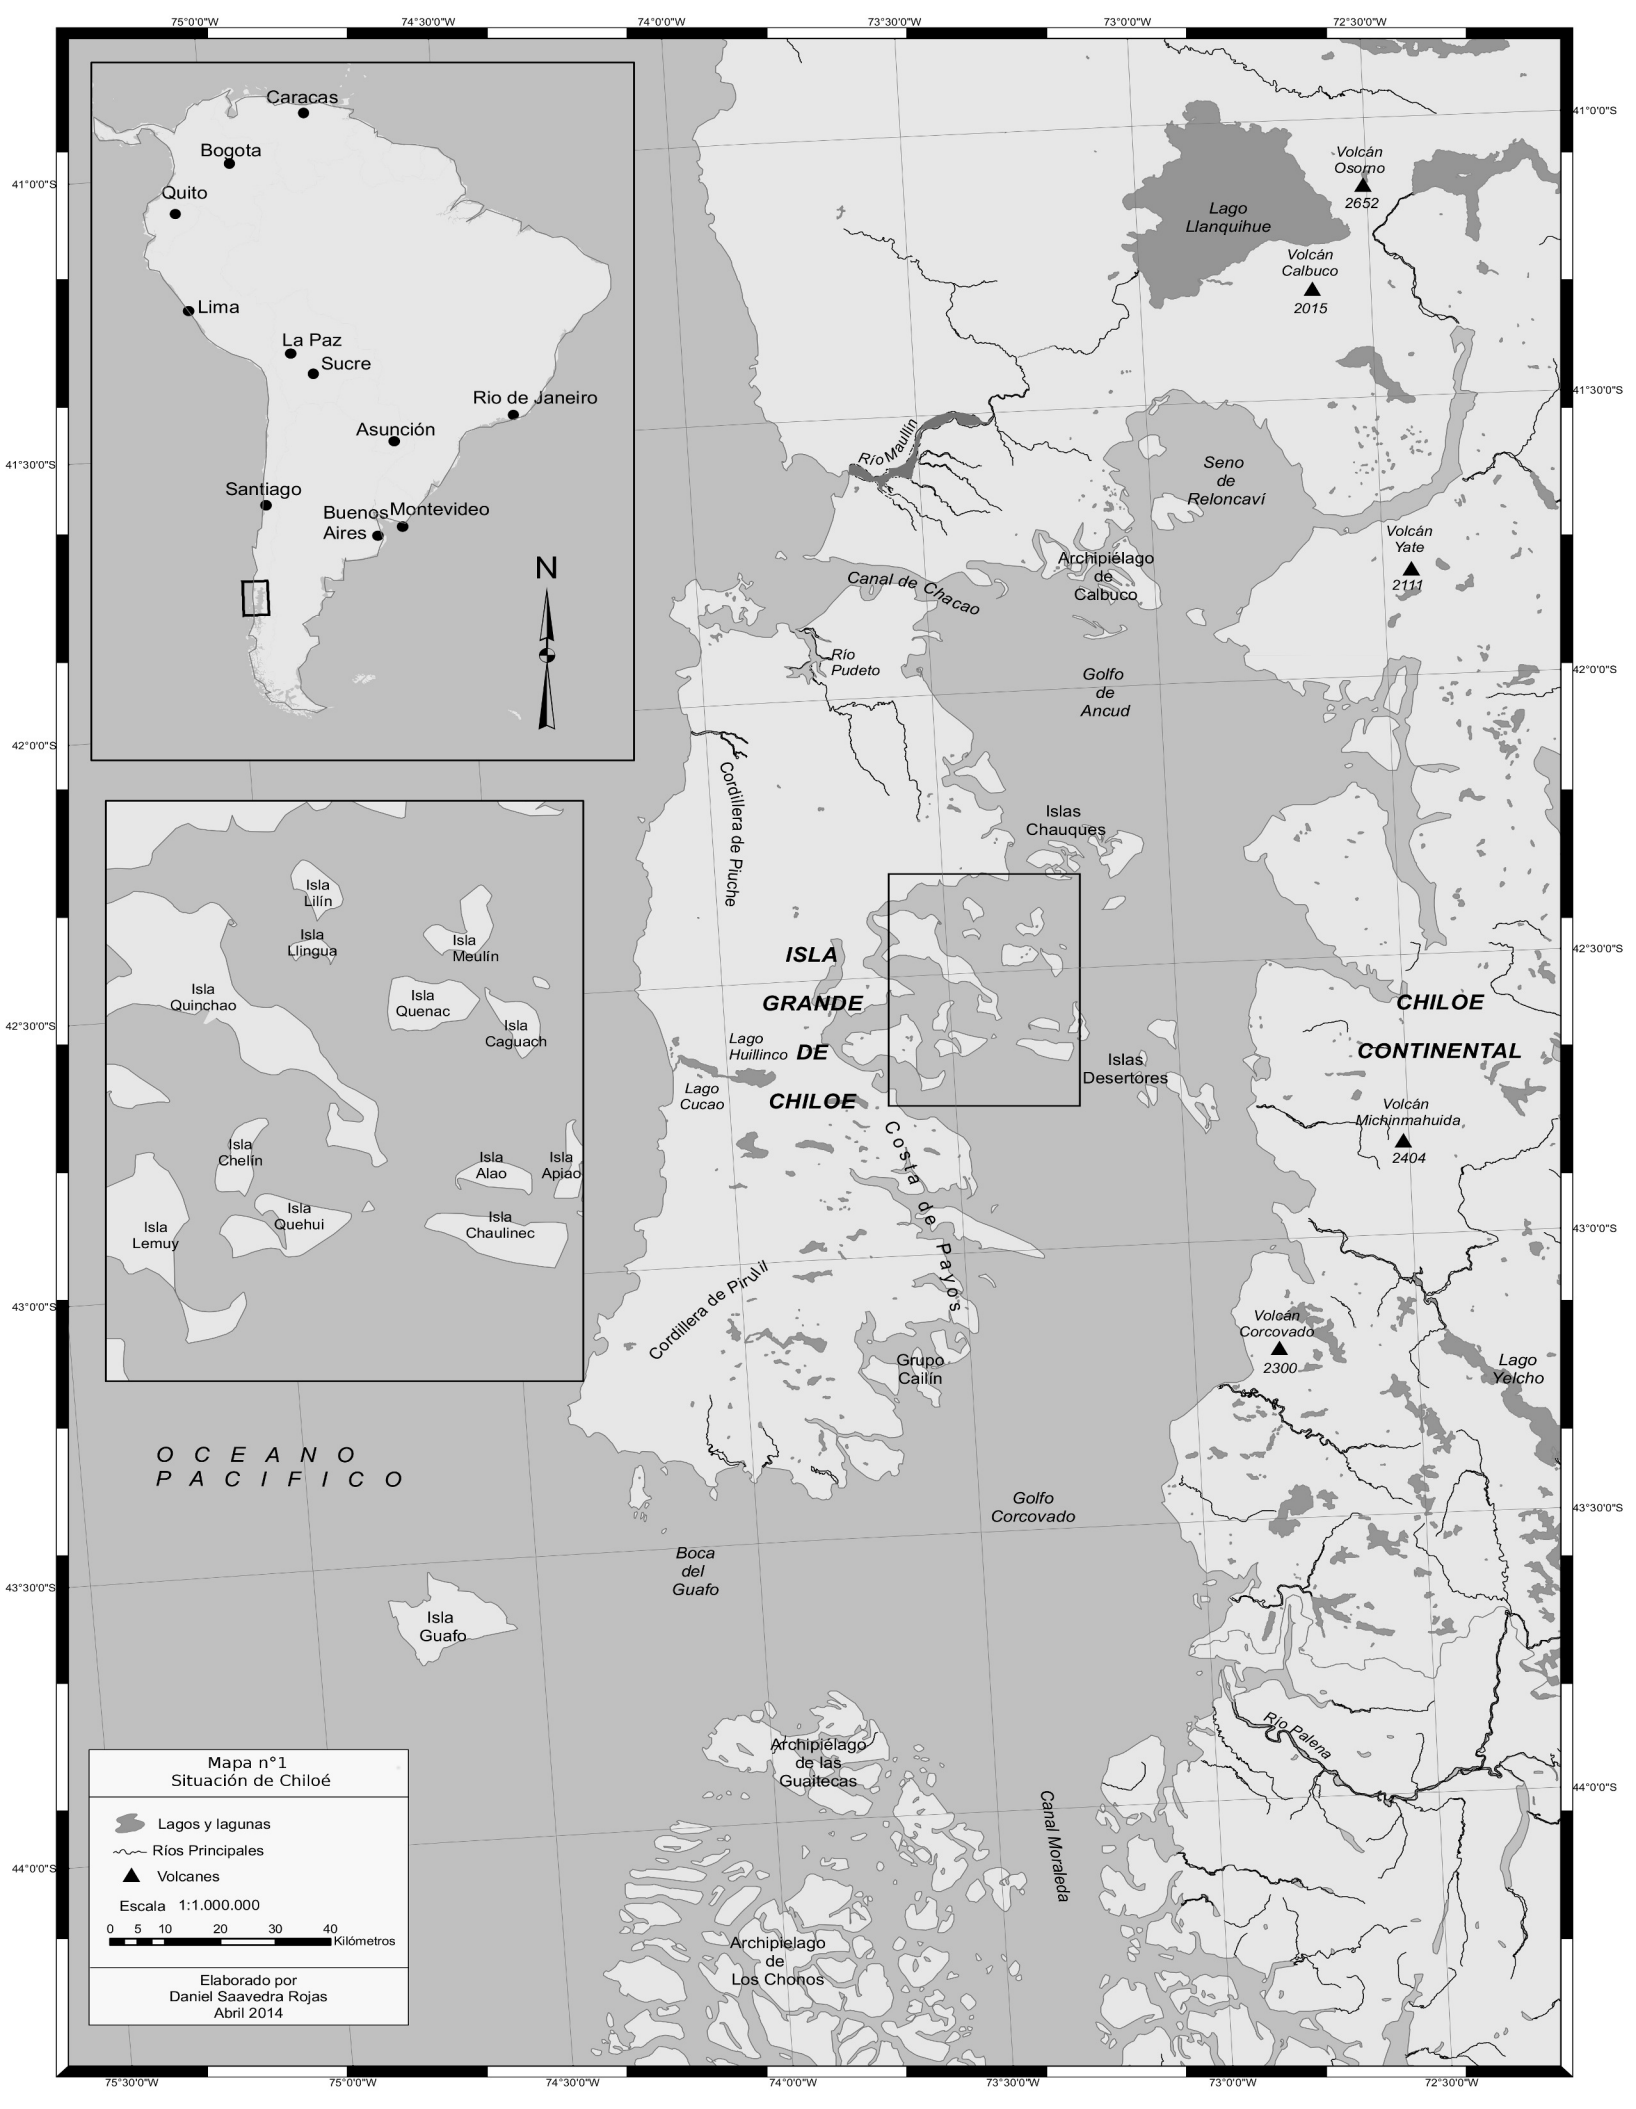 75°0'0"W
74°30'0"W
74°0'0"W
73°30'0"W
73°0'0"W
72°30'0"W
41°0'0"S
41°30'0"S
42°0'0"S
42°30'0"S
43°0'0"S
43°30'0"S
44°0'0"S
41°0'0"S
41°30'0"S
42°0'0"S
42°30'0"S
43°0'0"S
43°30'0"S
44°0'0"S
Caracas
Bogota
Quito
Lima
La Paz
Sucre
Rio de Janeiro
Asunción
Santiago
Buenos
Aires
Montevideo
N
Volcán
Osorno
2652
Lago
Llanquihue
Volcán
Calbuco
2015
Río Maullin
Seno
de
Reloncaví
Volcán
Yate
2111
Archipiélago
de
Calbuco
Canal de Chacao
Río
Pudeto
Golfo
de
Ancud
Cordillera de Piuche
Islas
Chauques
ISLA
GRANDE
DE
CHILOE
Lago
Huillinco
Lago
Cucao
CHILOE
CONTINENTAL
Islas
Desertores
Volcán
Michinmahuida
2404
Costa de Payos
Cordillera de Pirulil
Volcán
Corcovado
2300
Grupo
Cailín
Lago
Yelcho
Isla
Lilín
Isla
Llingua
Isla
Meulín
Isla
Quinchao
Isla
Quenac
Isla
Caguach
Isla
Chelín
Isla
Alao
Isla
Apiao
Isla
Lemuy
Isla
Quehui
Isla
Chaulinec
OCEANO
PACIFICO
Golfo
Corcovado
Boca
del
Guafo
Isla
Guafo
Archipiélago
de las
Guaitecas
Río Palena
Canal Moraleda
Archipielago
de
Los Chonos
Mapa n°1
Situación de Chiloé
Lagos y lagunas
Ríos Principales
Volcanes
Escala 1:1.000.000
0 5 10 20 30 40
Kilómetros
Elaborado por
Daniel Saavedra Rojas
Abril 2014
75°30'0"W
75°0'0"W
74°30'0"W
74°0'0"W
73°30'0"W
73°0'0"W
72°30'0"W